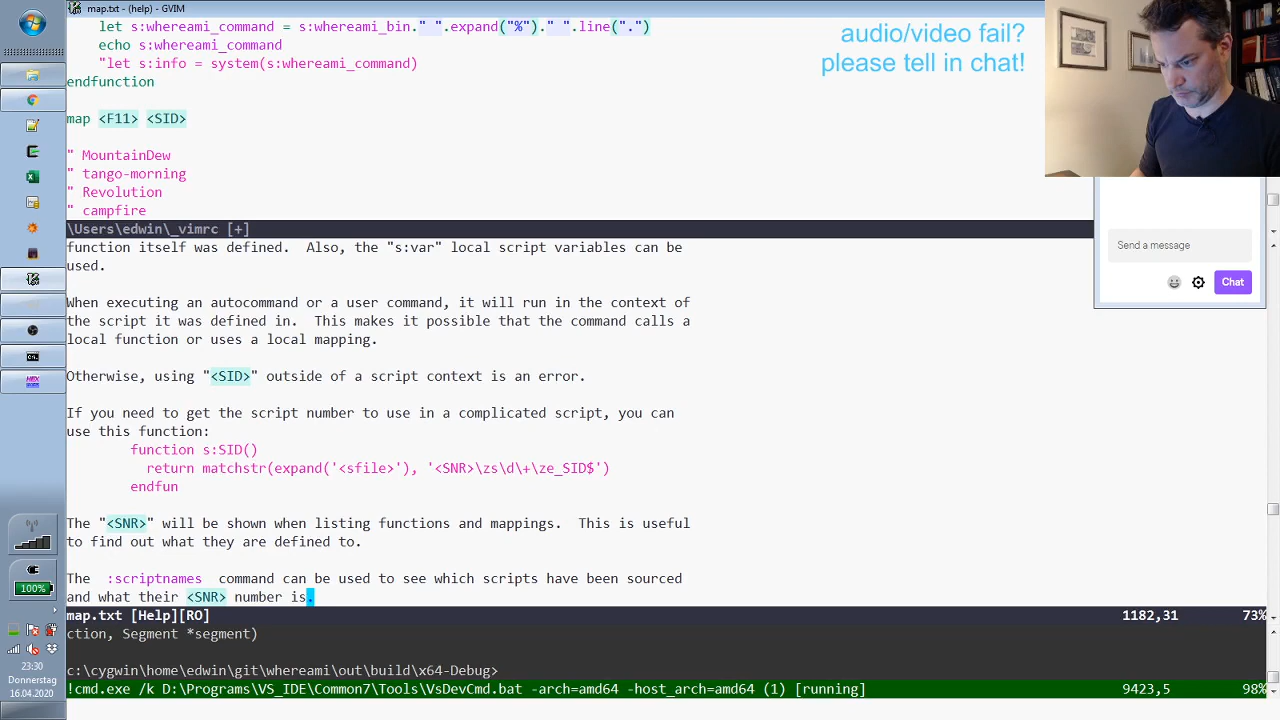 map.txt - (help) - GVIM
let s:whereami_command = s:whereami_bin." ".expand("%")." ".line(".")
echo s:whereami_command
"let s:info = system(s:whereami_command)
endfunction
map <F11> <SID>
" MountainDew
" tango-morning
" Revolution
" campfire
\Users\edwin\_vimrc [+]
audio/video fail?
please tell in chat!
Send a message
Chat
function itself was defined.  Also, the "s:var" local script variables can be
used.
When executing an autocommand or a user command, it will run in the context of
the script it was defined in.  This makes it possible that the command calls a
local function or uses a local mapping.
Otherwise, using "<SID>" outside of a script context is an error.
If you need to get the script number to use in a complicated script, you can
use this function:
function s:SID()
return matchstr(expand('<sfile>'), '<SNR>\zs\d\+\ze_SID$')
endfun
The "<SNR>" will be shown when listing functions and mappings.  This is useful
to find out what they are defined to.
The  :scriptnames  command can be used to see which scripts have been sourced
and what their <SNR> number is.
map.txt [Help][RO] 1182,31 73%
ction, Segment *segment)
c:\cygwin\home\edwin\git\whereami\out\build\x64-Debug>
!cmd.exe /k D:\Programs\VS_IDE\Common7\Tools\VsDevCmd.bat -arch=amd64 -host_arch=amd64 (1) [running] 9423,5 98%
100%
23:30
Donnerstag
16.04.2020
HEX